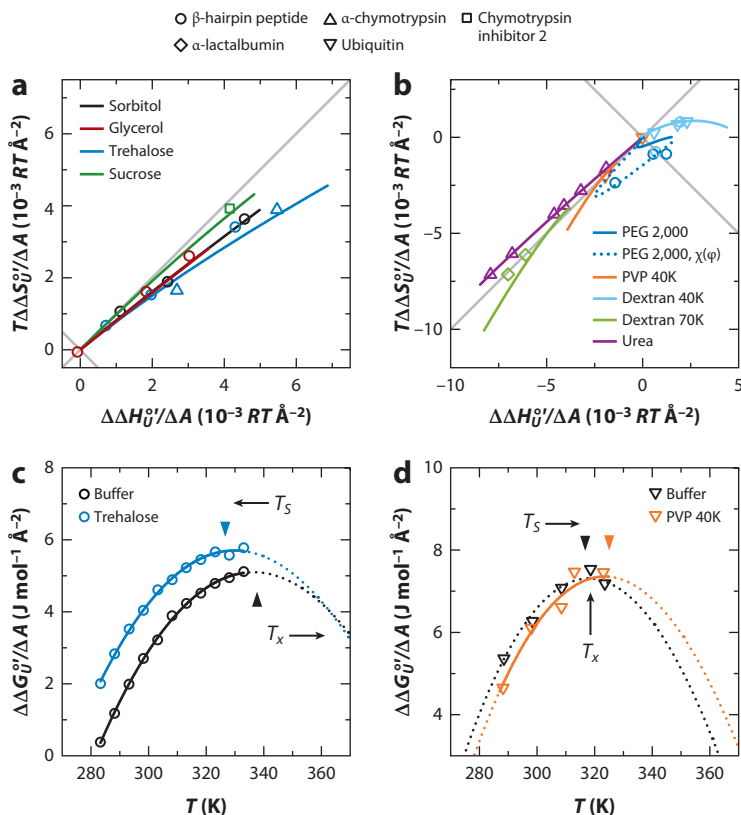 β-hairpin peptide
α-chymotrypsin
Chymotrypsin
inhibitor 2
α-lactalbumin
Ubiquitin
a
Sorbitol
Glycerol
Trehalose
Sucrose
6
4
2
0
0 2 4 6
TΔΔS°′U/ΔA (10⁻³ RT Å⁻²)
ΔΔH°′U/ΔA (10⁻³ RT Å⁻²)
b
0
−5
−10
−10 −5 0 5
PEG 2,000
PEG 2,000, χ(φ)
PVP 40K
Dextran 40K
Dextran 70K
Urea
TΔΔS°′U/ΔA (10⁻³ RT Å⁻²)
ΔΔH°′U/ΔA (10⁻³ RT Å⁻²)
c
Buffer
Trehalose
TS
Tx
8
6
4
2
0
280 300 320 340 360
ΔΔG°′U/ΔA (J mol⁻¹ Å⁻²)
T (K)
d
Buffer
PVP 40K
TS
Tx
10
8
6
4
280 300 320 340 360
ΔΔG°′U/ΔA (J mol⁻¹ Å⁻²)
T (K)